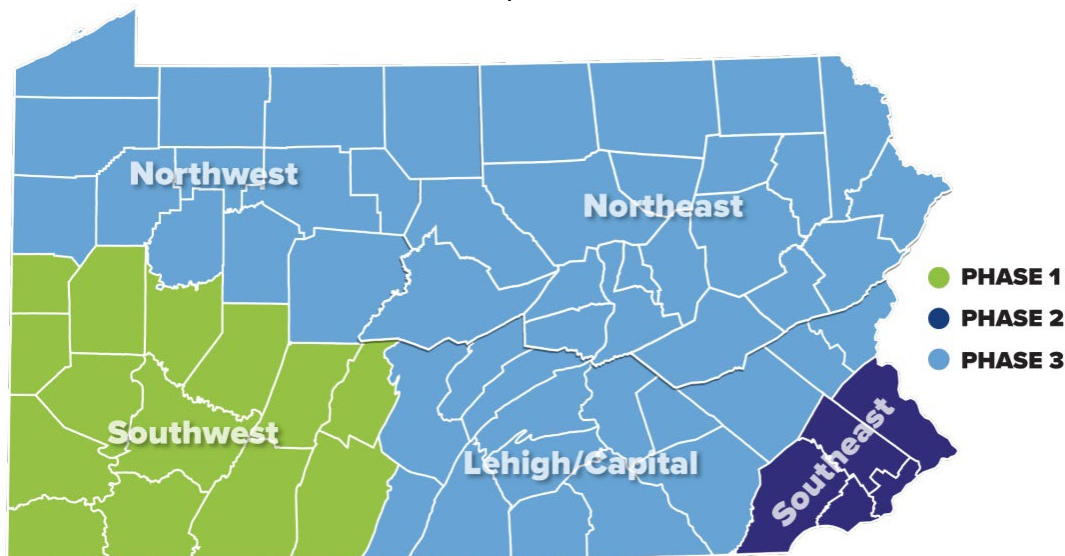 Northwest
Northeast
PHASE 1
PHASE 2
PHASE 3
Southwest
Lehigh/Capital
Southeast